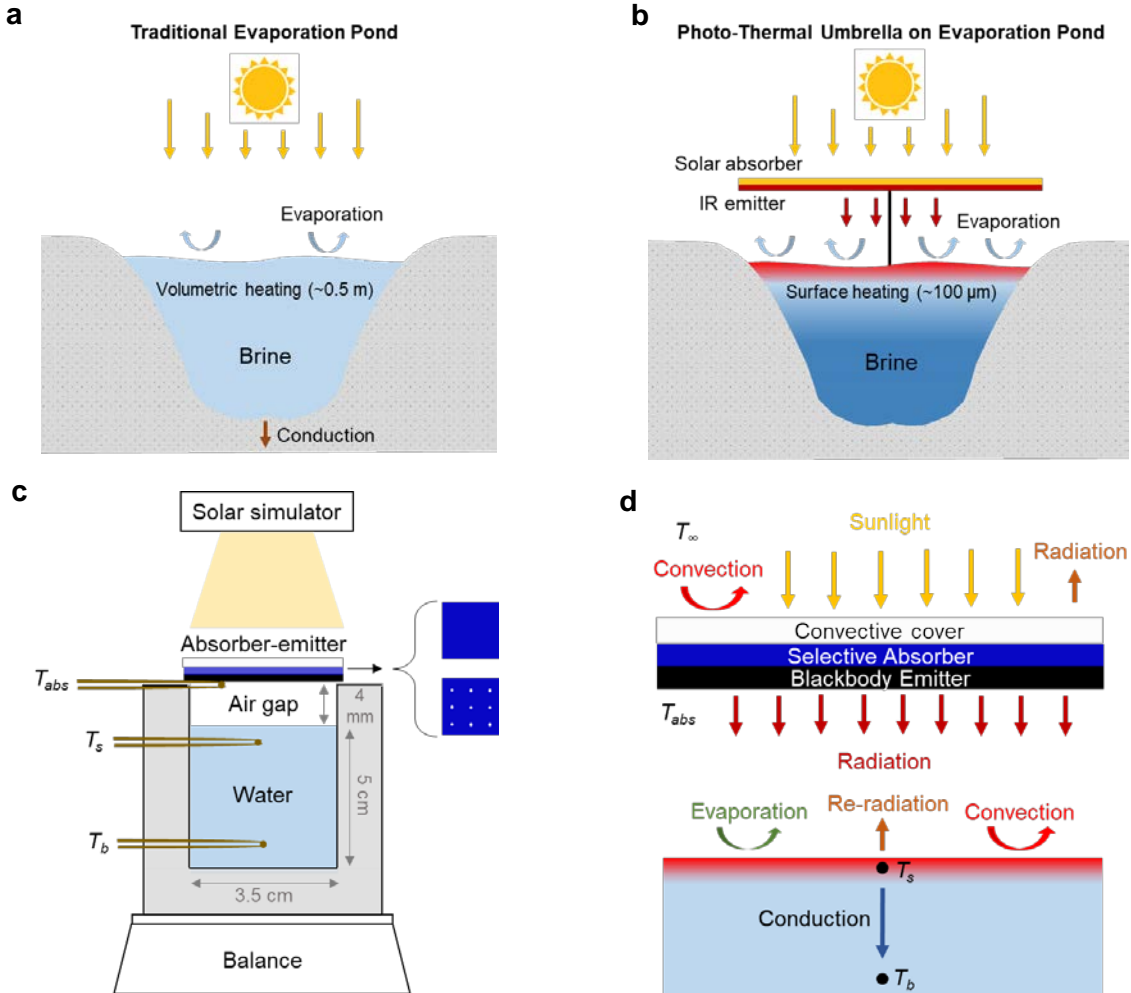 a
Traditional Evaporation Pond
Evaporation
Volumetric heating (~0.5 m)
Brine
Conduction
b
Photo-Thermal Umbrella on Evaporation Pond
Solar absorber
IR emitter
Evaporation
Surface heating (~100 µm)
Brine
c
Solar simulator
Absorber-emitter
T_abs
Air gap
4
mm
T_s
Water
5 cm
T_b
3.5 cm
Balance
d
T_∞
Sunlight
Radiation
Convection
Convective cover
Selective Absorber
Blackbody Emitter
T_abs
Radiation
Evaporation
Re-radiation
Convection
T_s
Conduction
T_b